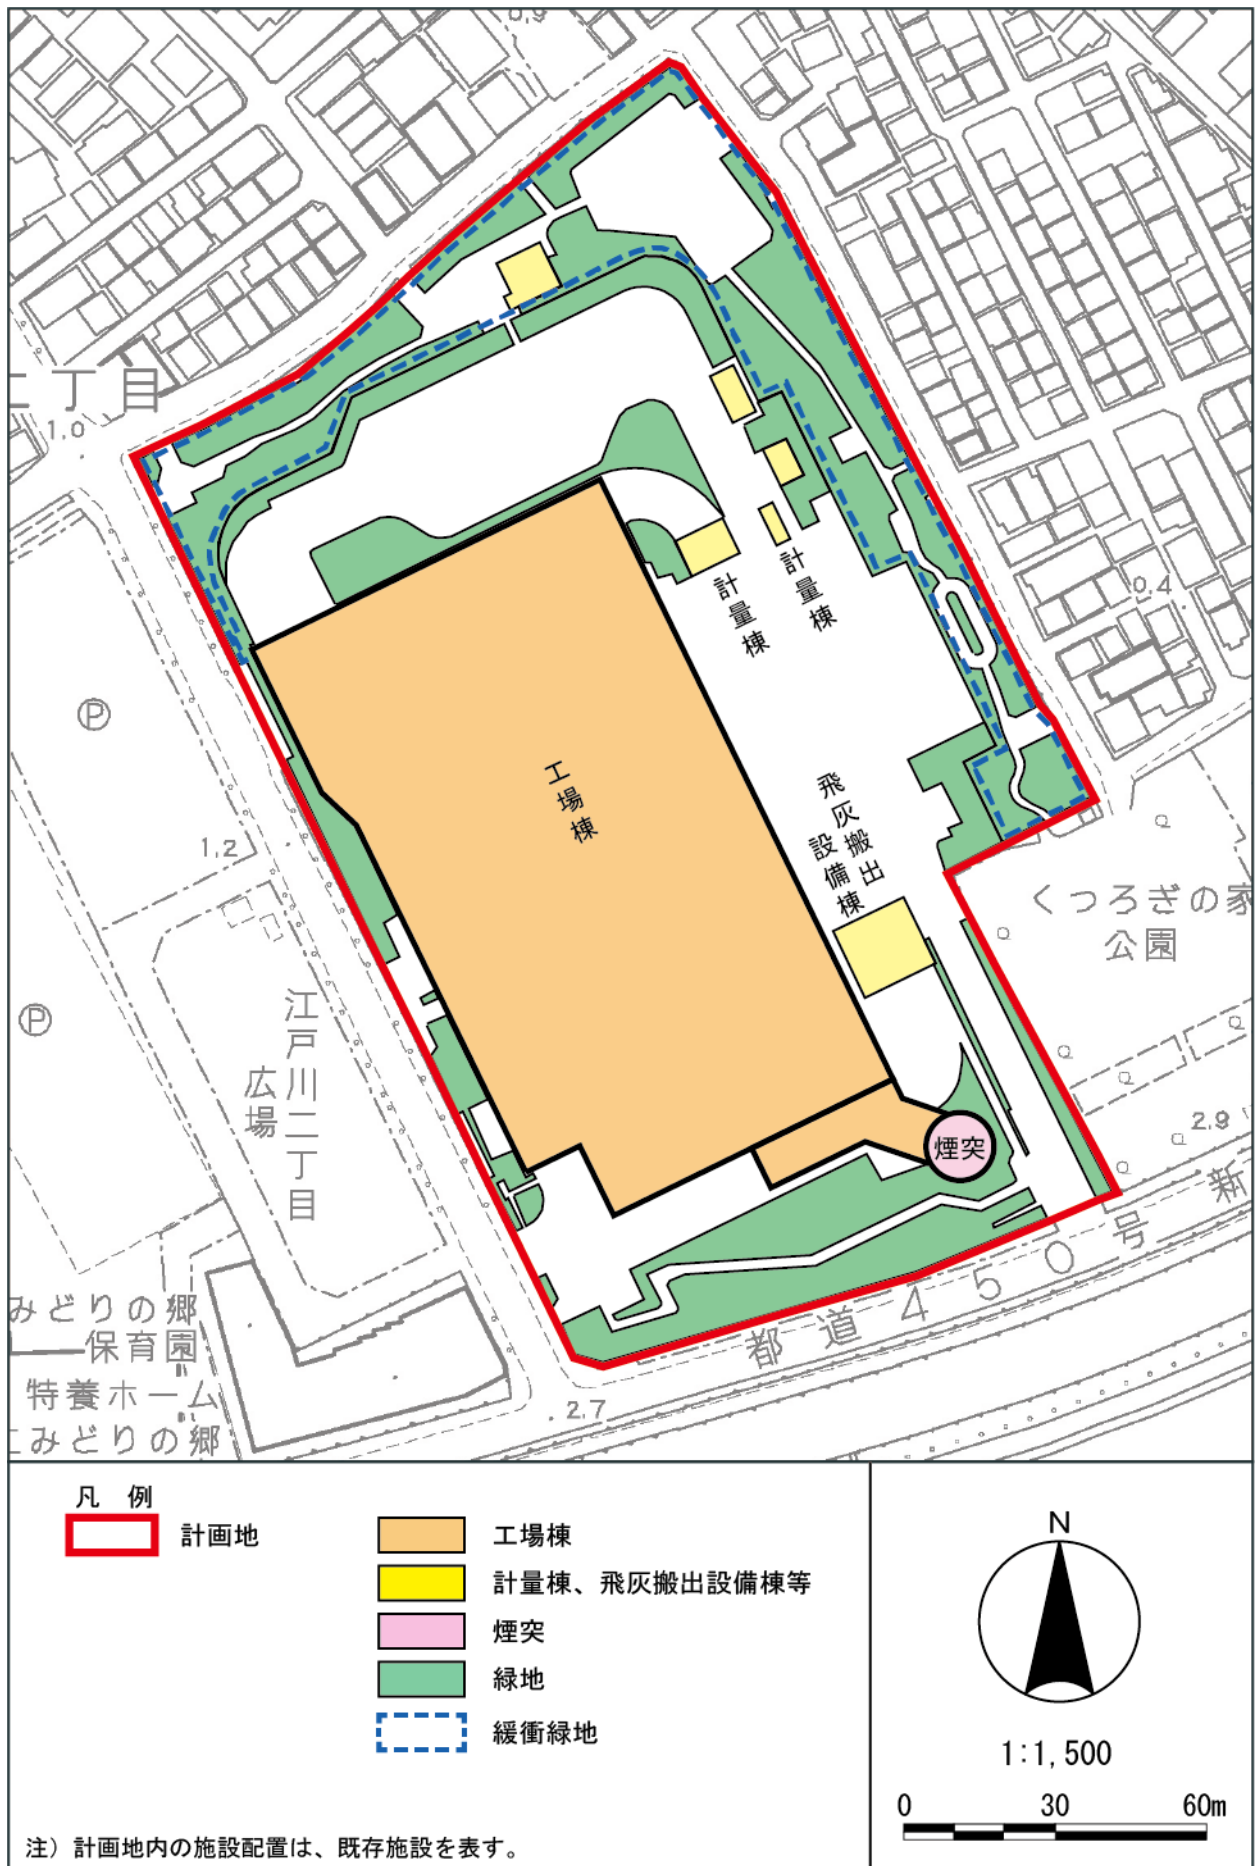 0.9
二丁目
1.0
計量棟
計量棟
0.4
工場棟
飛灰搬出
設備棟
1.2
くつろぎの家
公園
江戸川二丁目
広場
煙突
2.9
都道450号 新
みどりの郷
保育園
特養ホーム
みどりの郷
2.7
P
P
凡 例
計画地
工場棟
計量棟、飛灰搬出設備棟等
煙突
緑地
緩衝緑地
N
1:1,500
0 30 60m
注）計画地内の施設配置は、既存施設を表す。